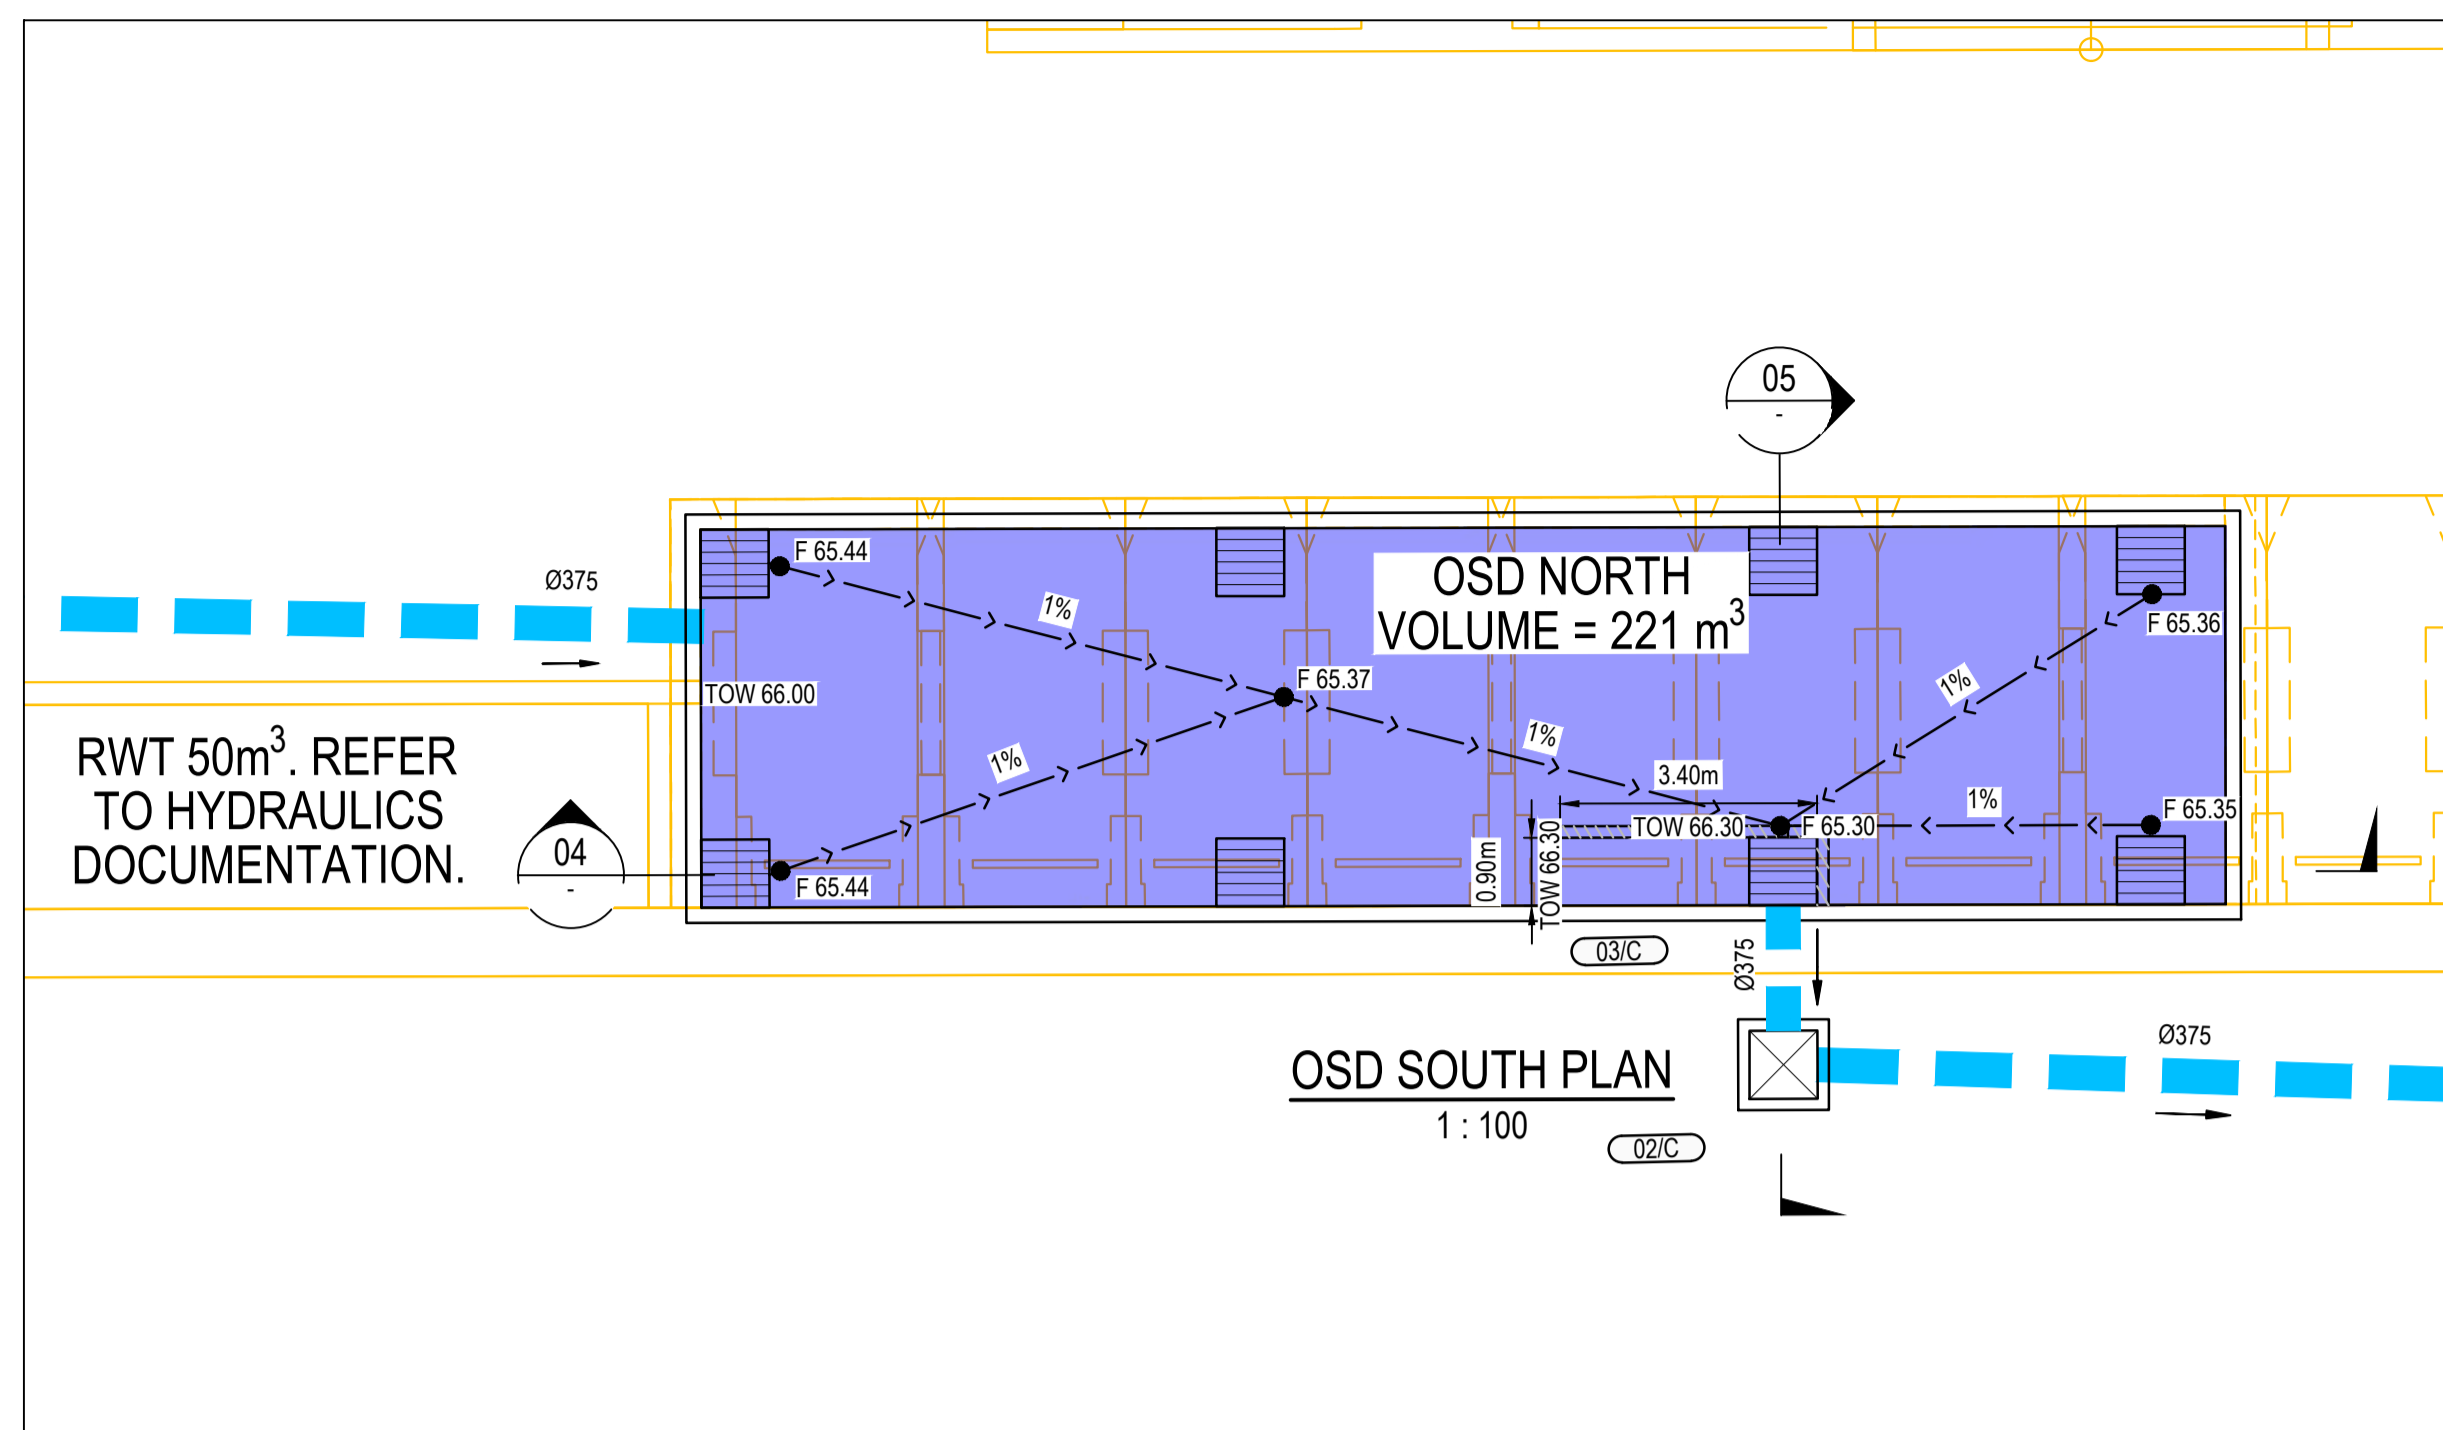 05
-
Ø375
F 65.44
1%
OSD NORTH
VOLUME = 221 m³
F 65.36
TOW 66.00
F 65.37
1%
1%
1%
3.40m
RWT 50m³. REFER
TO HYDRAULICS
DOCUMENTATION.
04
-
F 65.44
0.90m
TOW 66.30
TOW 66.30
F 65.30
1%
F 65.35
03/C
Ø375
OSD SOUTH PLAN
1 : 100
02/C
Ø375